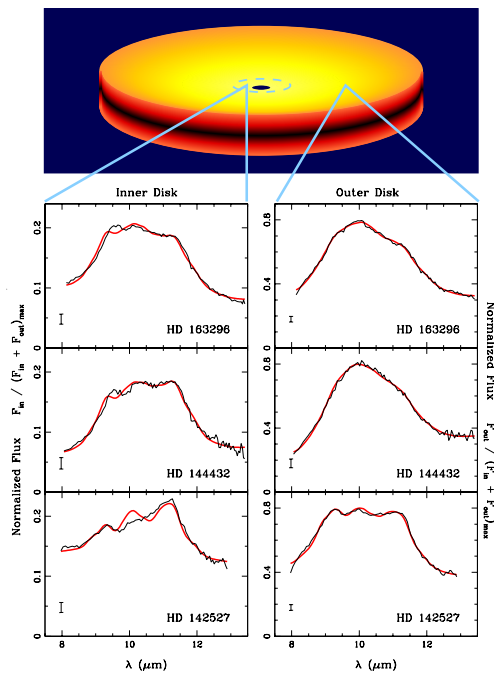 Inner Disk
Outer Disk
Normalized Flux F_in / (F_in + F_out)_max
0.2
0.1
0
HD 163296
0.2
0.1
0
HD 144432
0.2
0.1
0
HD 142527
8 10 12
λ (μm)
0.8
0.4
HD 163296
0.8
0.4
0
HD 144432
0.8
0.4
0
HD 142527
8 10 12
λ (μm)
Normalized Flux F_out / (F_in + F_out)_max